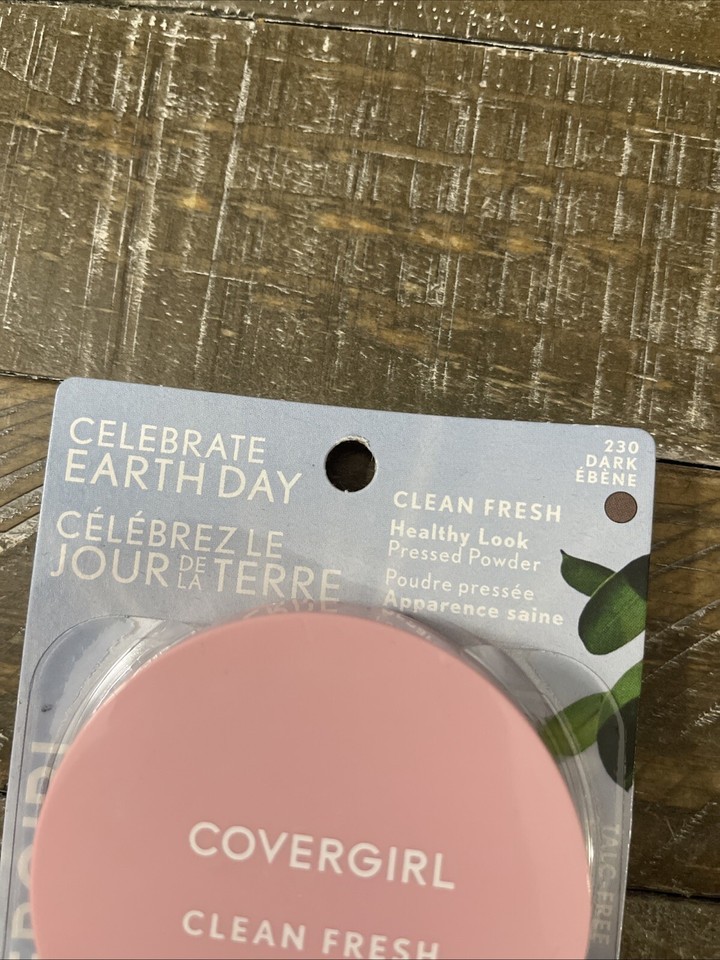 CELEBRATE
EARTH DAY
CÉLÉBREZ LE
JOUR DE LA TERRE
230
DARK
ÉBÈNE
CLEAN FRESH
Healthy Look
Pressed Powder
Poudre pressée
Apparence saine
COVERGIRL
CLEAN FRESH
TALC-FREE